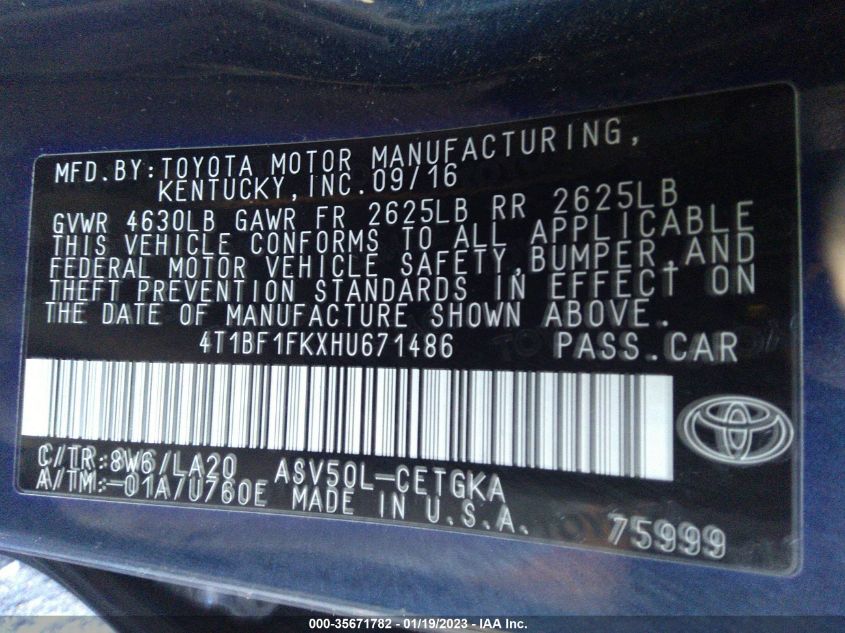 MFD. BY: TOYOTA MOTOR MANUFACTURING,
KENTUCKY, INC. 09/16
GVWR 4630LB GAWR FR 2625LB RR 2625LB
THIS VEHICLE CONFORMS TO ALL APPLICABLE
FEDERAL MOTOR VEHICLE SAFETY, BUMPER, AND
THEFT PREVENTION STANDARDS IN EFFECT ON
THE DATE OF MANUFACTURE SHOWN ABOVE.
4T1BF1FKXHU671486 PASS. CAR
C/TR: 8W6/LA20 ASV50L-CETGKA
A/TM: -01A/U760E MADE IN U.S.A. 75999
000-35671782 - 01/19/2023 - IAA Inc.